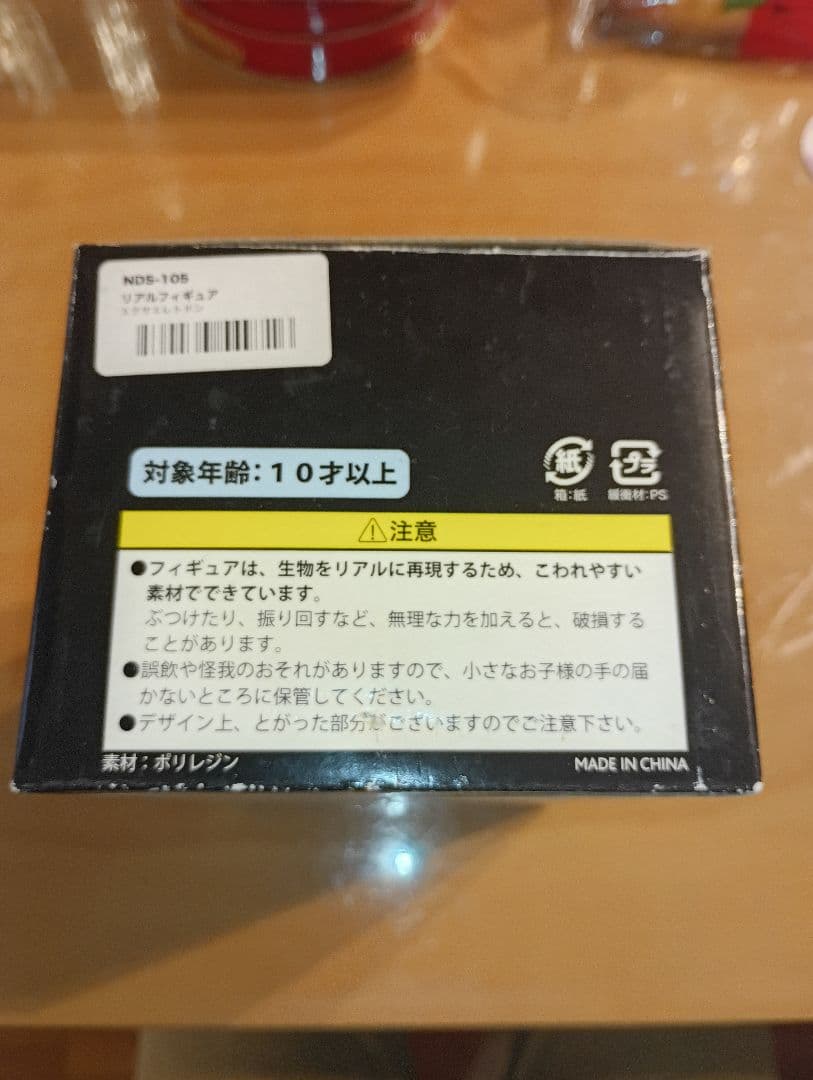 NDS-105
リアルフィギュア
対象年齢：１０才以上
紙
プラ
箱：紙
緩衝材：PS
注意
●フィギュアは、生物をリアルに再現するため、こわれやすい
素材でできています。
ぶつけたり、振り回すなど、無理な力を加えると、破損する
ことがあります。
●誤飲や怪我のおそれがありますので、小さなお子様の手の届
かないところに保管してください。
●デザイン上、とがった部分がございますのでご注意下さい。
素材：ポリレジン
MADE IN CHINA